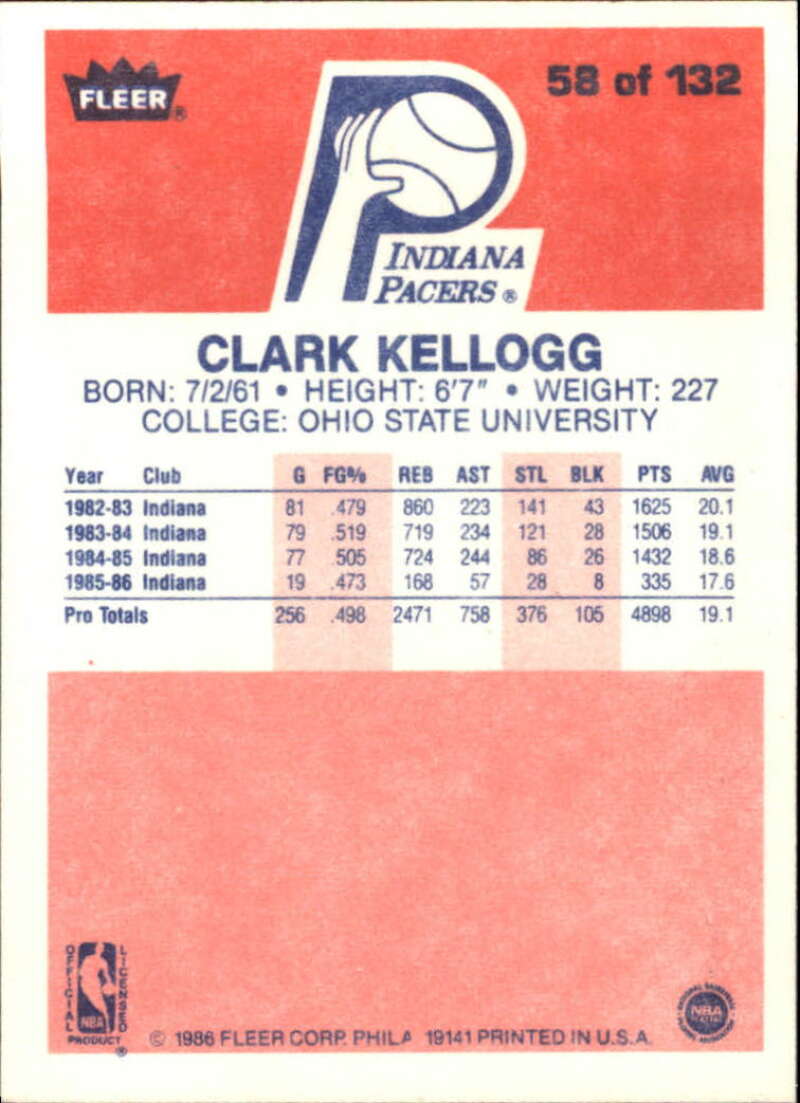 FLEER®
58 of 132
INDIANA
PACERS ®
CLARK KELLOGG
BORN: 7/2/61 • HEIGHT: 6'7" • WEIGHT: 227
COLLEGE: OHIO STATE UNIVERSITY
Year Club G FG% REB AST STL BLK PTS AVG
1982-83 Indiana 81 .479 860 223 141 43 1625 20.1
1983-84 Indiana 79 .519 719 234 121 28 1506 19.1
1984-85 Indiana 77 .505 724 244 86 26 1432 18.6
1985-86 Indiana 19 .473 168 57 28 8 335 17.6
Pro Totals 256 .498 2471 758 376 105 4898 19.1
OFFICIAL
LICENSED
NBA
PRODUCT ®
© 1986 FLEER CORP. PHILA 19141 PRINTED IN U.S.A.
NATIONAL BASKETBALL
NBA